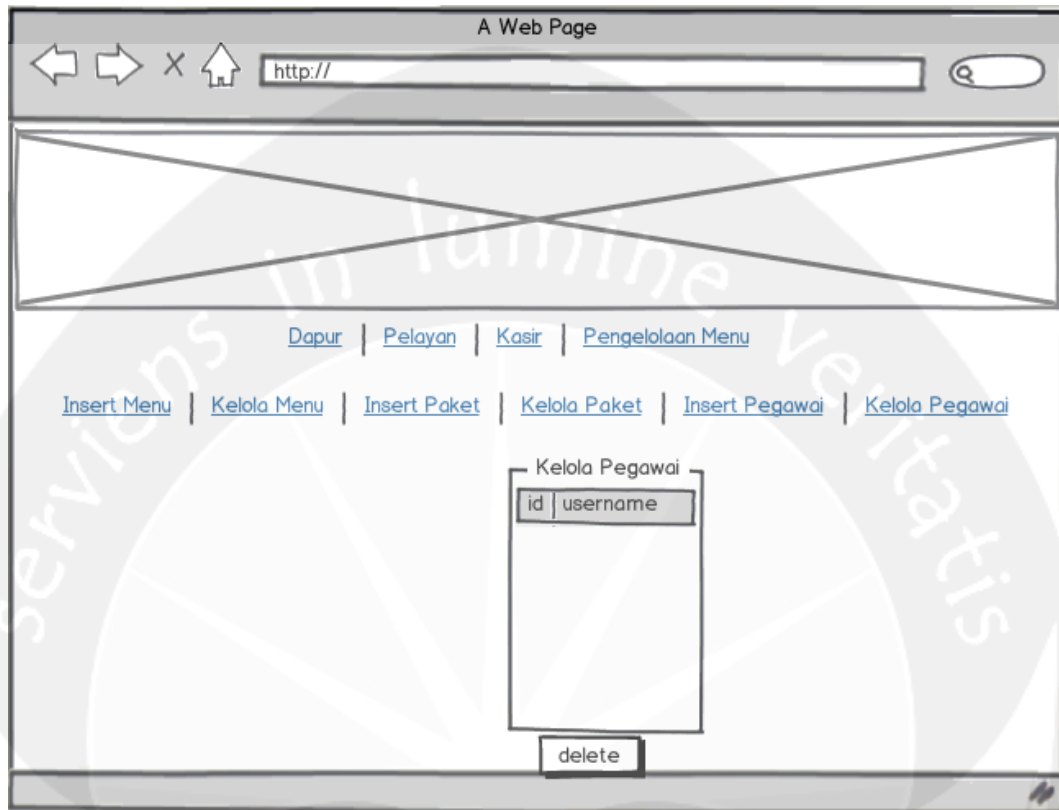 A Web Page
http://
Dapur | Pelayan | Kasir | Pengelolaan Menu
Insert Menu | Kelola Menu | Insert Paket | Kelola Paket | Insert Pegawai | Kelola Pegawai
Kelola Pegawai
id | username
delete
serviens in lumine veritatis